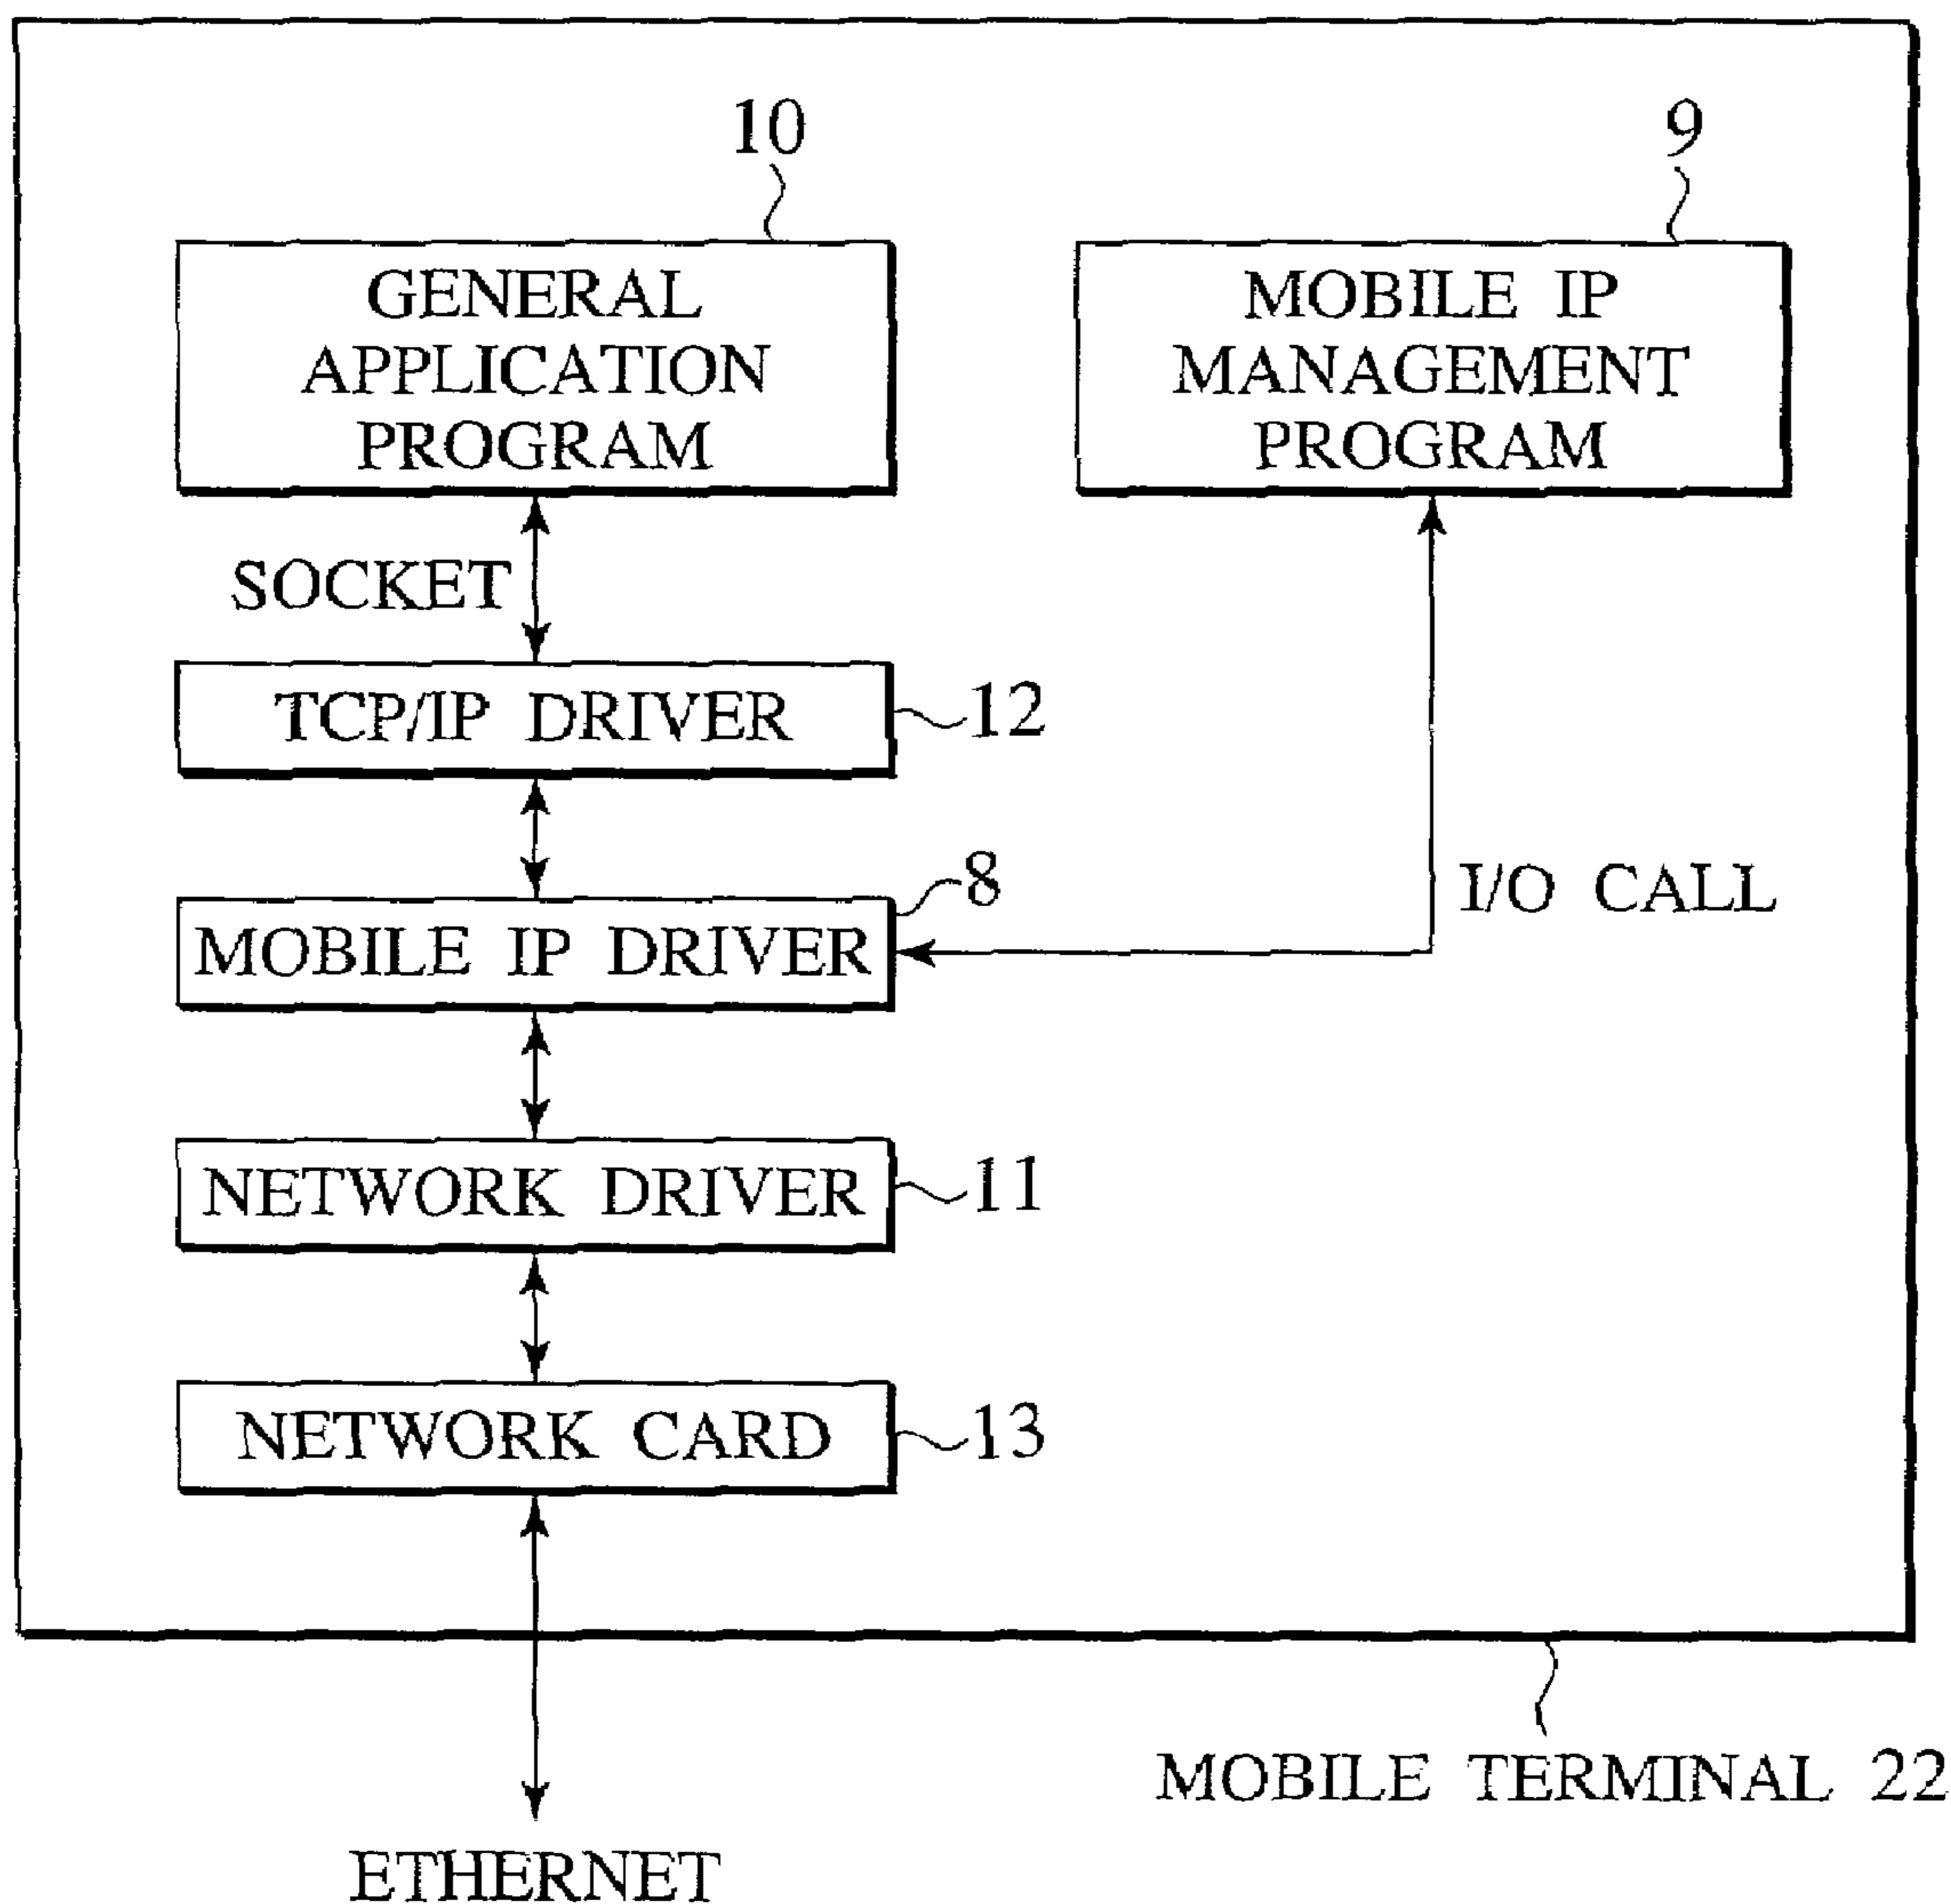 10
9
GENERAL
APPLICATION
PROGRAM
MOBILE IP
MANAGEMENT
PROGRAM
SOCKET
TCP/IP DRIVER
12
8
MOBILE IP DRIVER
I/O CALL
NETWORK DRIVER
11
NETWORK CARD
13
MOBILE TERMINAL 22
ETHERNET